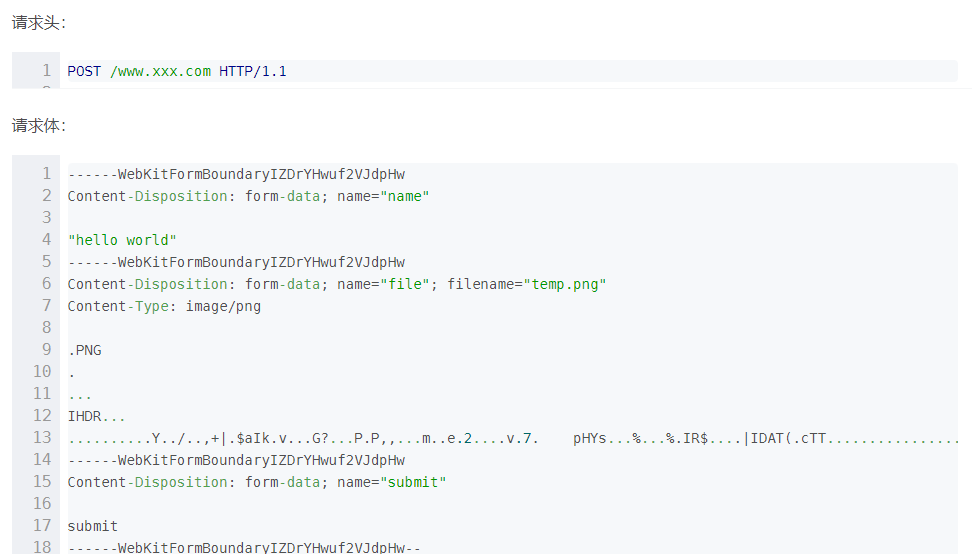 请求头：
1 POST /www.xxx.com HTTP/1.1
请求体：
1 ------WebKitFormBoundaryIZDrYHwuf2VJdpHw
2 Content-Disposition: form-data; name="name"
3
4 "hello world"
5 ------WebKitFormBoundaryIZDrYHwuf2VJdpHw
6 Content-Disposition: form-data; name="file"; filename="temp.png"
7 Content-Type: image/png
8
9 .PNG
10 .
11 ...
12 IHDR...
13 ..........Y../..,+|.$aIk.v...G?...P.P,,...m..e.2....v.7.    pHYs...%...%.IR$....|IDAT(.cTT................
14 ------WebKitFormBoundaryIZDrYHwuf2VJdpHw
15 Content-Disposition: form-data; name="submit"
16
17 submit
18 ------WebKitFormBoundaryIZDrYHwuf2VJdpHw--